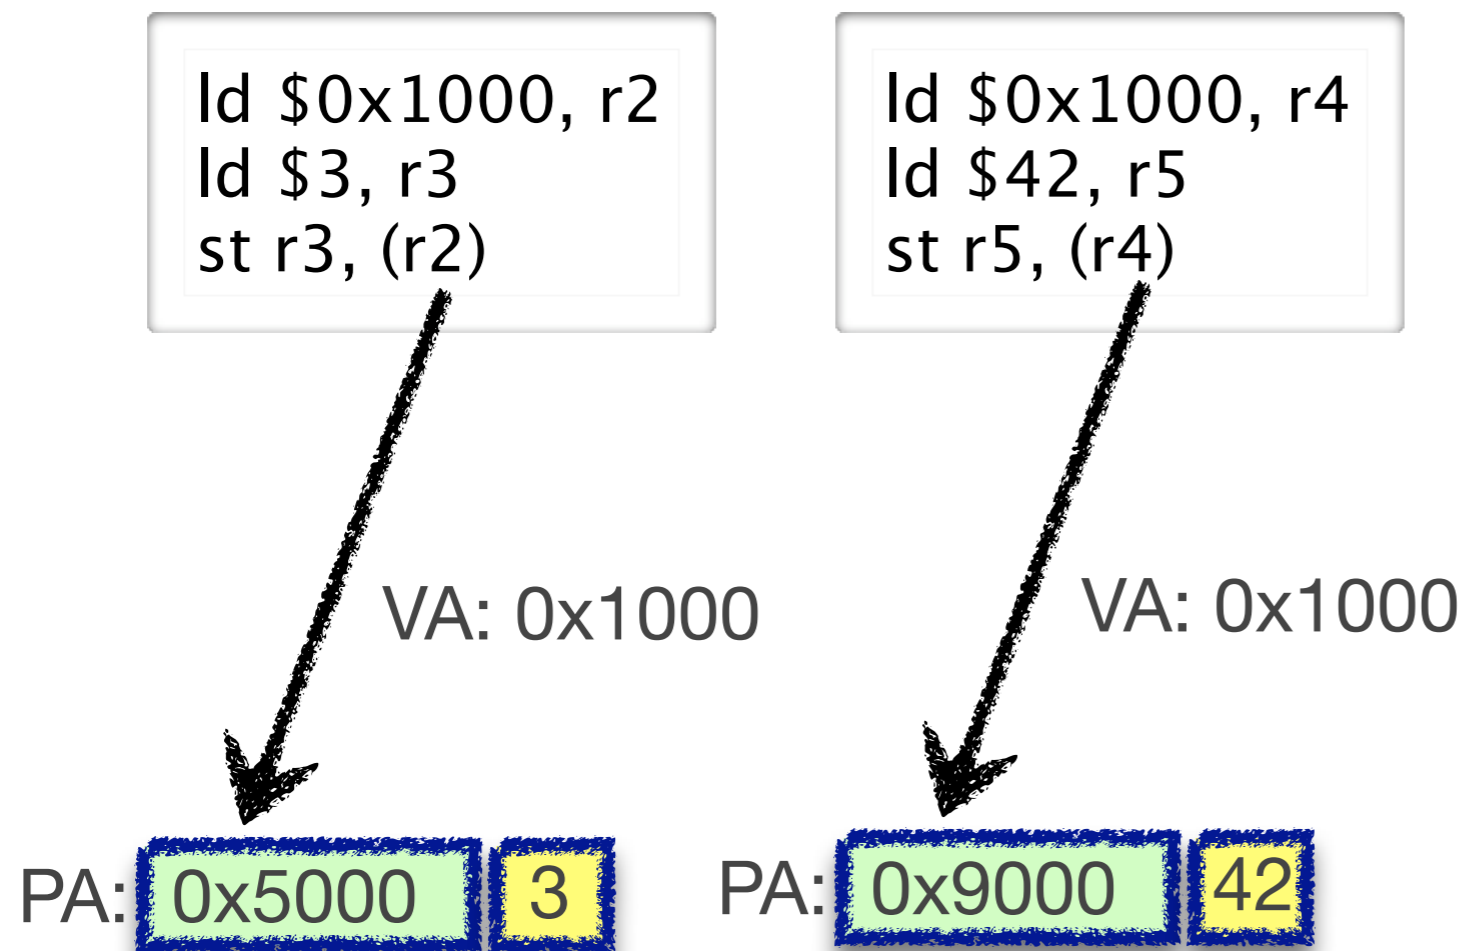 ld $0x1000, r2
ld $3, r3
st r3, (r2)
ld $0x1000, r4
ld $42, r5
st r5, (r4)
VA: 0x1000
VA: 0x1000
PA: 0x5000 3
PA: 0x9000 42